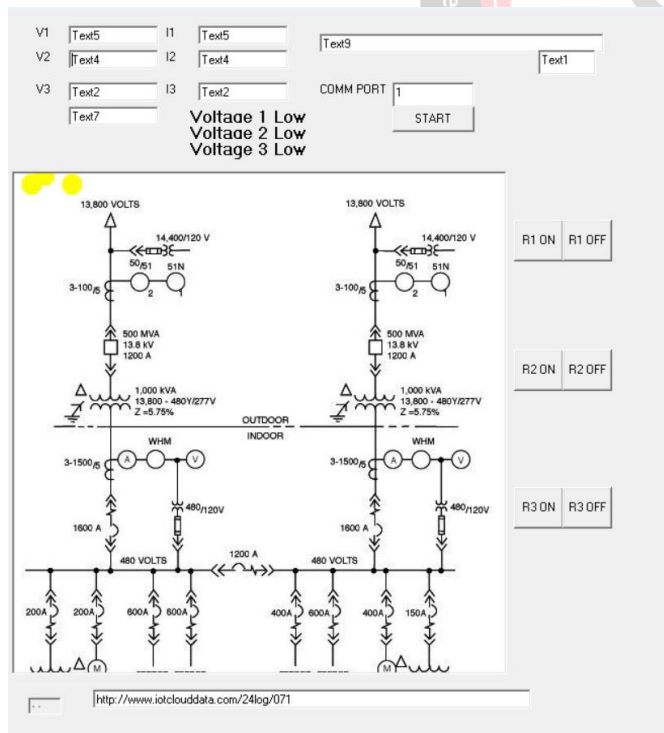 V1 Text5 I1 Text5 Text9
V2 Text4 I2 Text4 Text1
V3 Text2 I3 Text2 COMM PORT 1
Text7 START
Voltage 1 Low
Voltage 2 Low
Voltage 3 Low
13,800 VOLTS 13,800 VOLTS
14,400/120 V 14,400/120 V
R1 ON R1 OFF
50/51 51N 50/51 51N
3-100/5 2 1 3-100/5 2 1
500 MVA 500 MVA
13.8 kV 13.8 kV
1200 A 1200 A
R2 ON R2 OFF
1,000 kVA 1,000 kVA
13,800 - 480Y/277V 13,800 - 480Y/277V
Z =5.75% Z =5.75%
OUTDOOR
INDOOR
WHM WHM
3-1500/5 A V 3-1500/5 A V
480/120V 480/120V
R3 ON R3 OFF
1600 A 1600 A
480 VOLTS 1200 A 480 VOLTS
200A 200A 600A 600A 400A 600A 400A 150A
M M
http://www.iotclouddata.com/24log/071